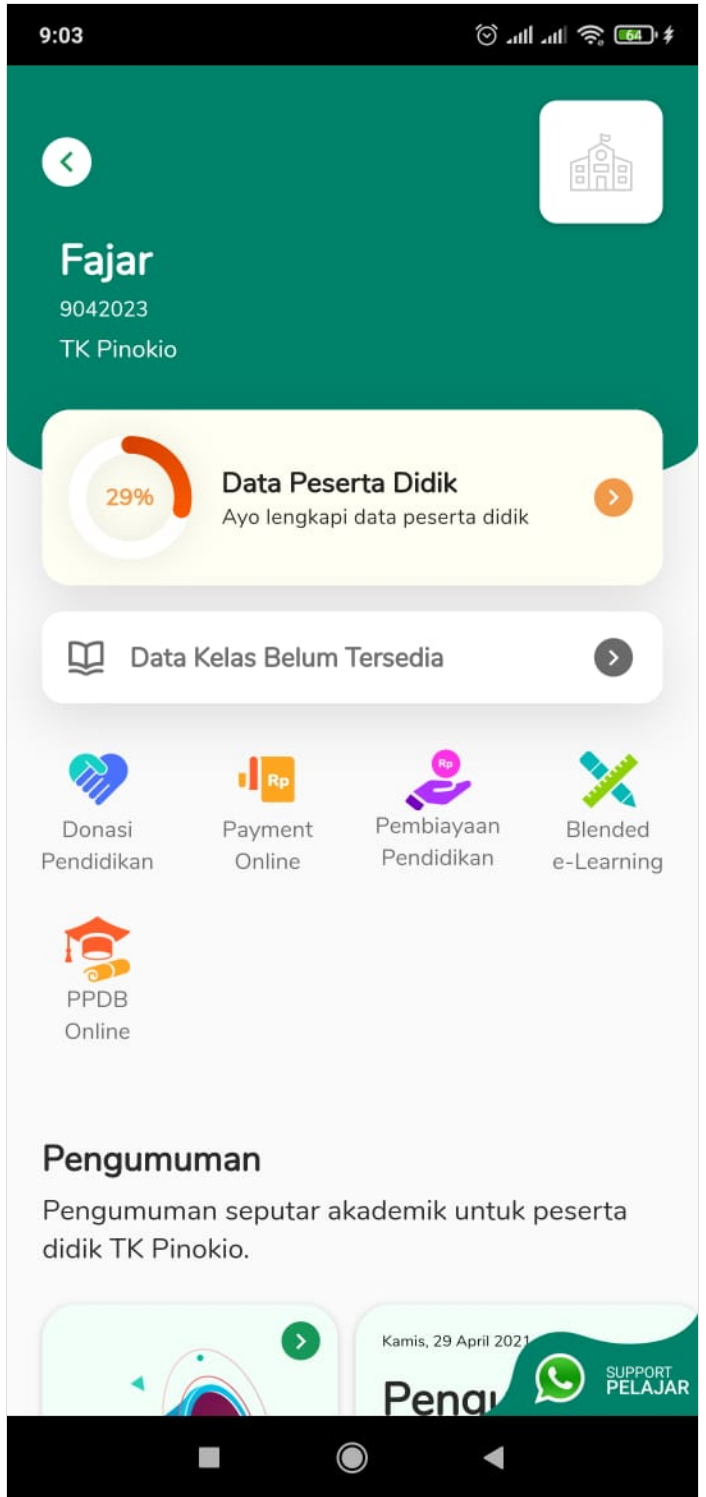 9:03
64
Fajar
9042023
TK Pinokio
29%
Data Peserta Didik
Ayo lengkapi data peserta didik
Data Kelas Belum Tersedia
Rp
Rp
Donasi
Pendidikan
Payment
Online
Pembiayaan
Pendidikan
Blended
e-Learning
PPDB
Online
Pengumuman
Pengumuman seputar akademik untuk peserta
didik TK Pinokio.
Kamis, 29 April 2021
SUPPORT
PELAJAR